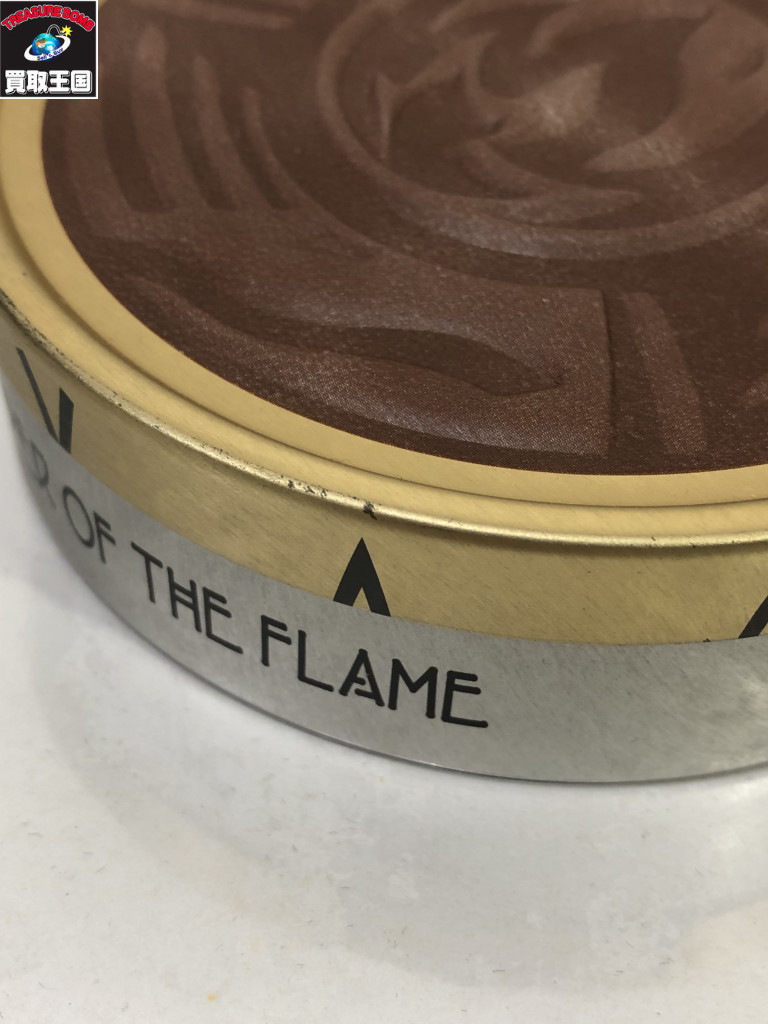 TREASURE BOMB
買取王国
OF THE FLAME